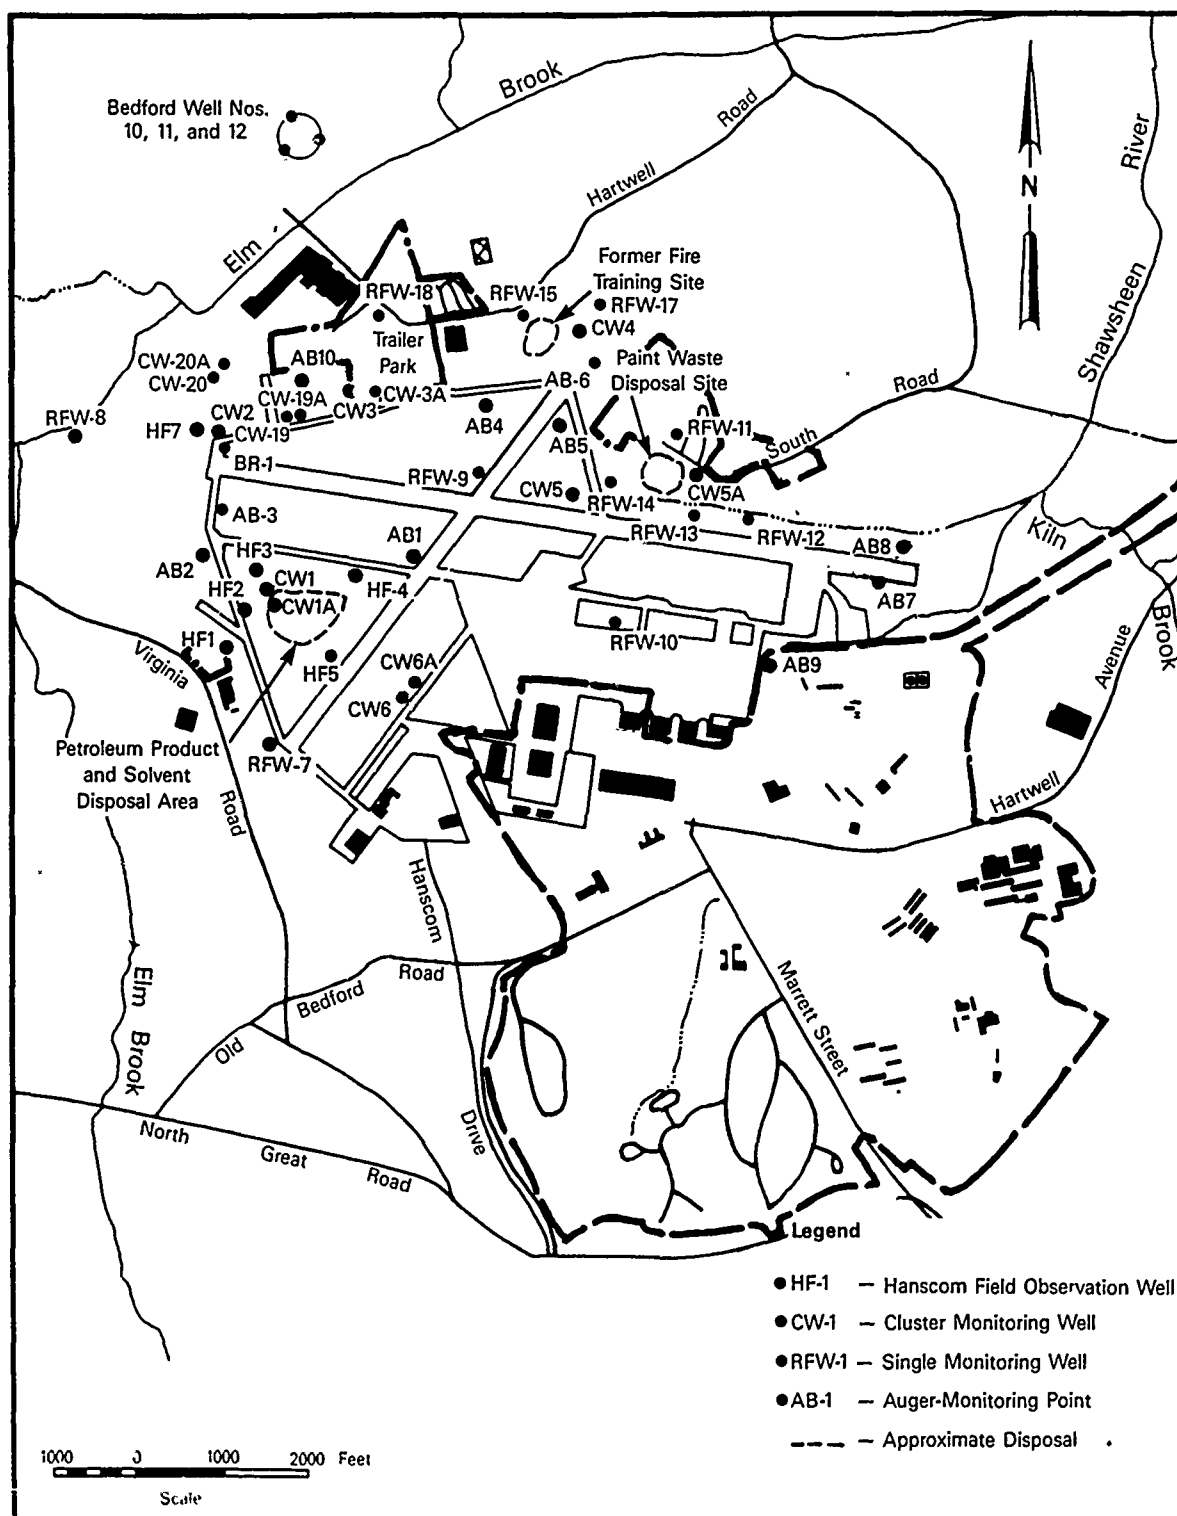 Brook
Bedford Well Nos.
10, 11, and 12
Road
River
Hartwell
N
Elm
Former Fire
Training Site
RFW-18
RFW-15
RFW-17
CW4
Shawsheen
Trailer
Park
Paint Waste
Disposal Site
CW-20A
CW-20
AB10
AB-6
CW-19A
CW-3A
CW3
Road
RFW-8
HF7
CW2
CW-19
AB4
AB5
RFW-11
South
BR-1
RFW-9
CW5
RFW-14
CW5A
AB-3
RFW-13
RFW-12
Kiln
AB1
AB8
AB2
HF3
CW1
HF-4
AB7
HF2
CW1A
Brook
HF1
RFW-10
Virginia
HF5
CW6A
AB9
Avenue
CW6
Petroleum Product
and Solvent
Disposal Area
RFW-7
Road
Hartwell
Hanscom
Elm Brook
Road
Bedford
Old
Marrett Street
North Great Road
Drive
Legend
HF-1 – Hanscom Field Observation Well
CW-1 – Cluster Monitoring Well
RFW-1 – Single Monitoring Well
AB-1 – Auger-Monitoring Point
– Approximate Disposal
1000 0 1000 2000 Feet
Scale